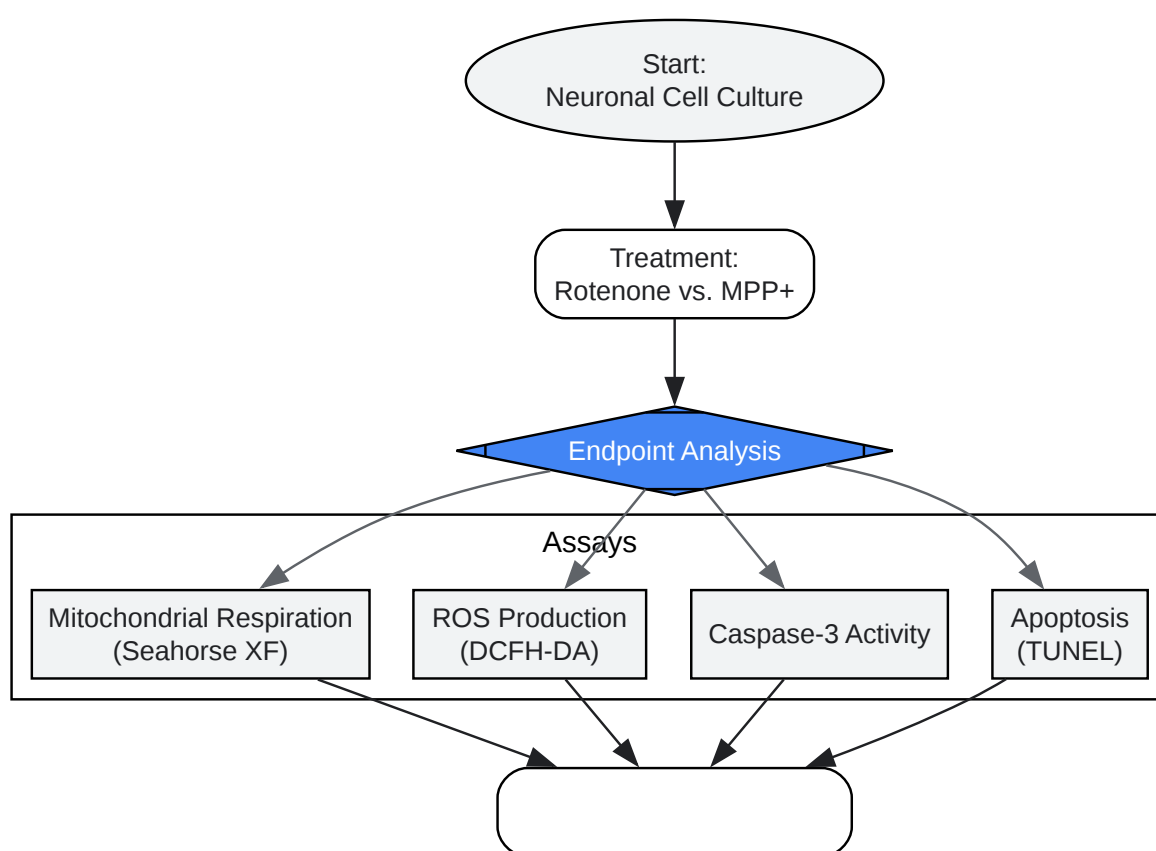 Start:
Neuronal Cell Culture
Treatment:
Rotenone vs. MPP+
Endpoint Analysis
Assays
Mitochondrial Respiration
(Seahorse XF)
ROS Production
(DCFH-DA)
Caspase-3 Activity
Apoptosis
(TUNEL)